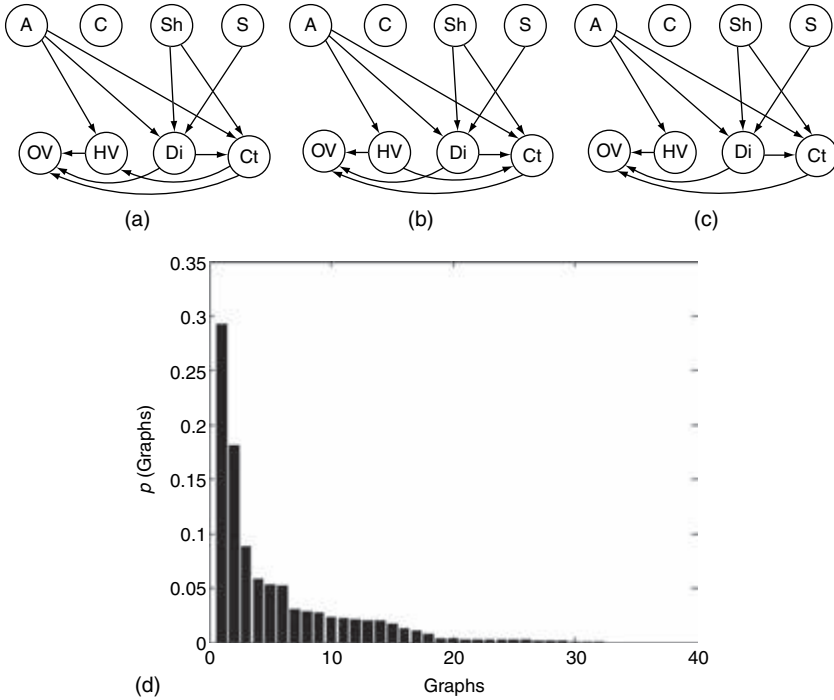 A C Sh S A C Sh S A C Sh S
OV HV Di Ct OV HV Di Ct OV HV Di Ct
(a) (b) (c)
0.35
0.3
0.25
0.2
0.15
0.1
0.05
0
p (Graphs)
0 10 20 30 40
Graphs
(d)